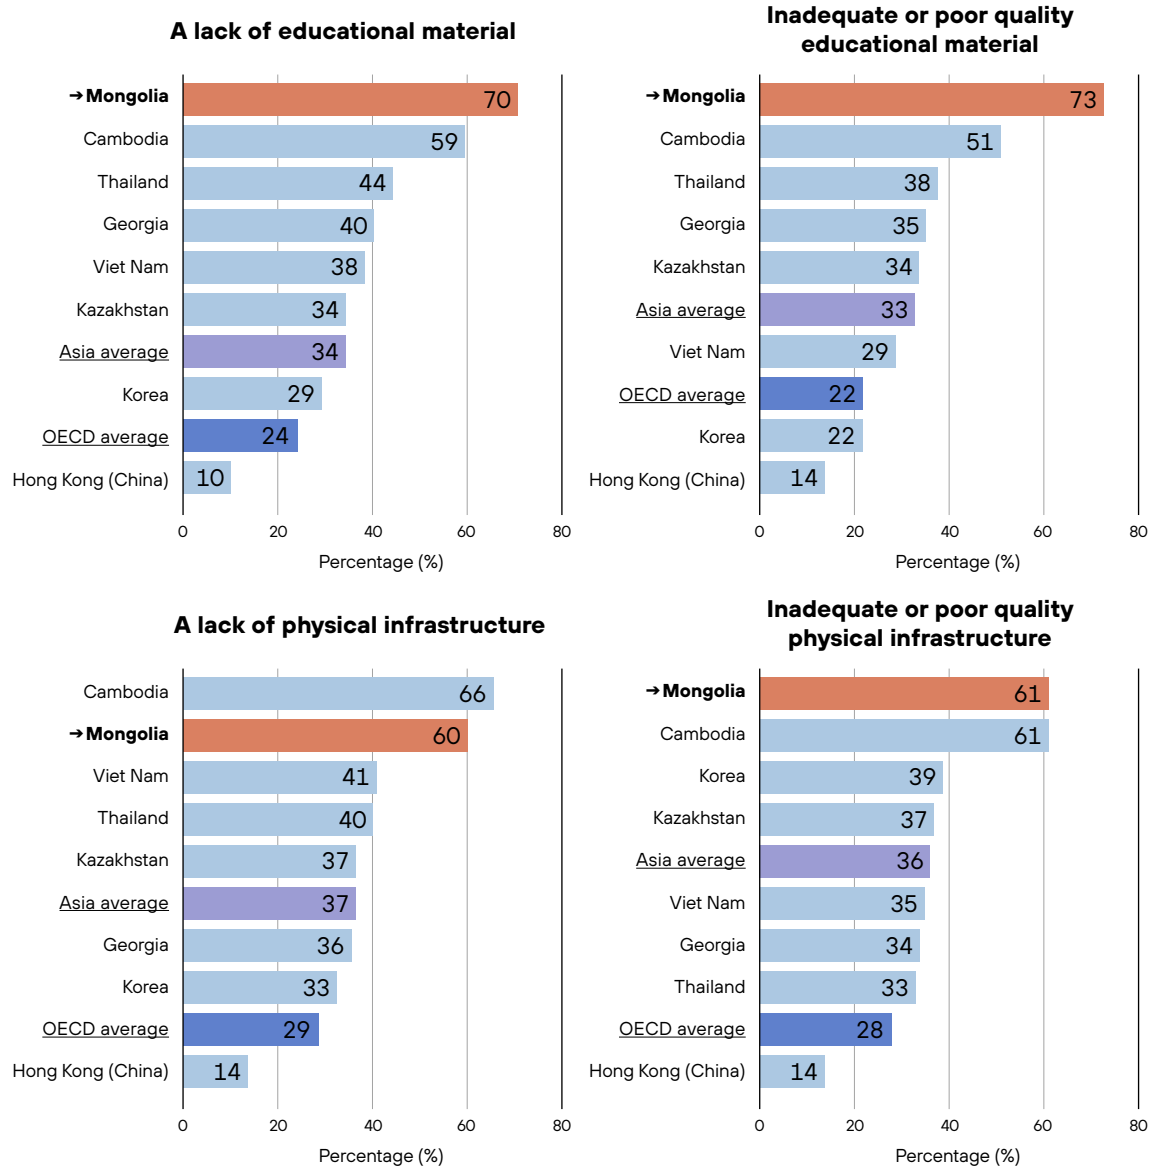 A lack of educational material
➔ Mongolia 70
Cambodia 59
Thailand 44
Georgia 40
Viet Nam 38
Kazakhstan 34
Asia average 34
Korea 29
OECD average 24
Hong Kong (China) 10
0 20 40 60 80
Percentage (%)
Inadequate or poor quality
educational material
➔ Mongolia 73
Cambodia 51
Thailand 38
Georgia 35
Kazakhstan 34
Asia average 33
Viet Nam 29
OECD average 22
Korea 22
Hong Kong (China) 14
0 20 40 60 80
Percentage (%)
A lack of physical infrastructure
Cambodia 66
➔ Mongolia 60
Viet Nam 41
Thailand 40
Kazakhstan 37
Asia average 37
Georgia 36
Korea 33
OECD average 29
Hong Kong (China) 14
0 20 40 60 80
Percentage (%)
Inadequate or poor quality
physical infrastructure
➔ Mongolia 61
Cambodia 61
Korea 39
Kazakhstan 37
Asia average 36
Viet Nam 35
Georgia 34
Thailand 33
OECD average 28
Hong Kong (China) 14
0 20 40 60 80
Percentage (%)